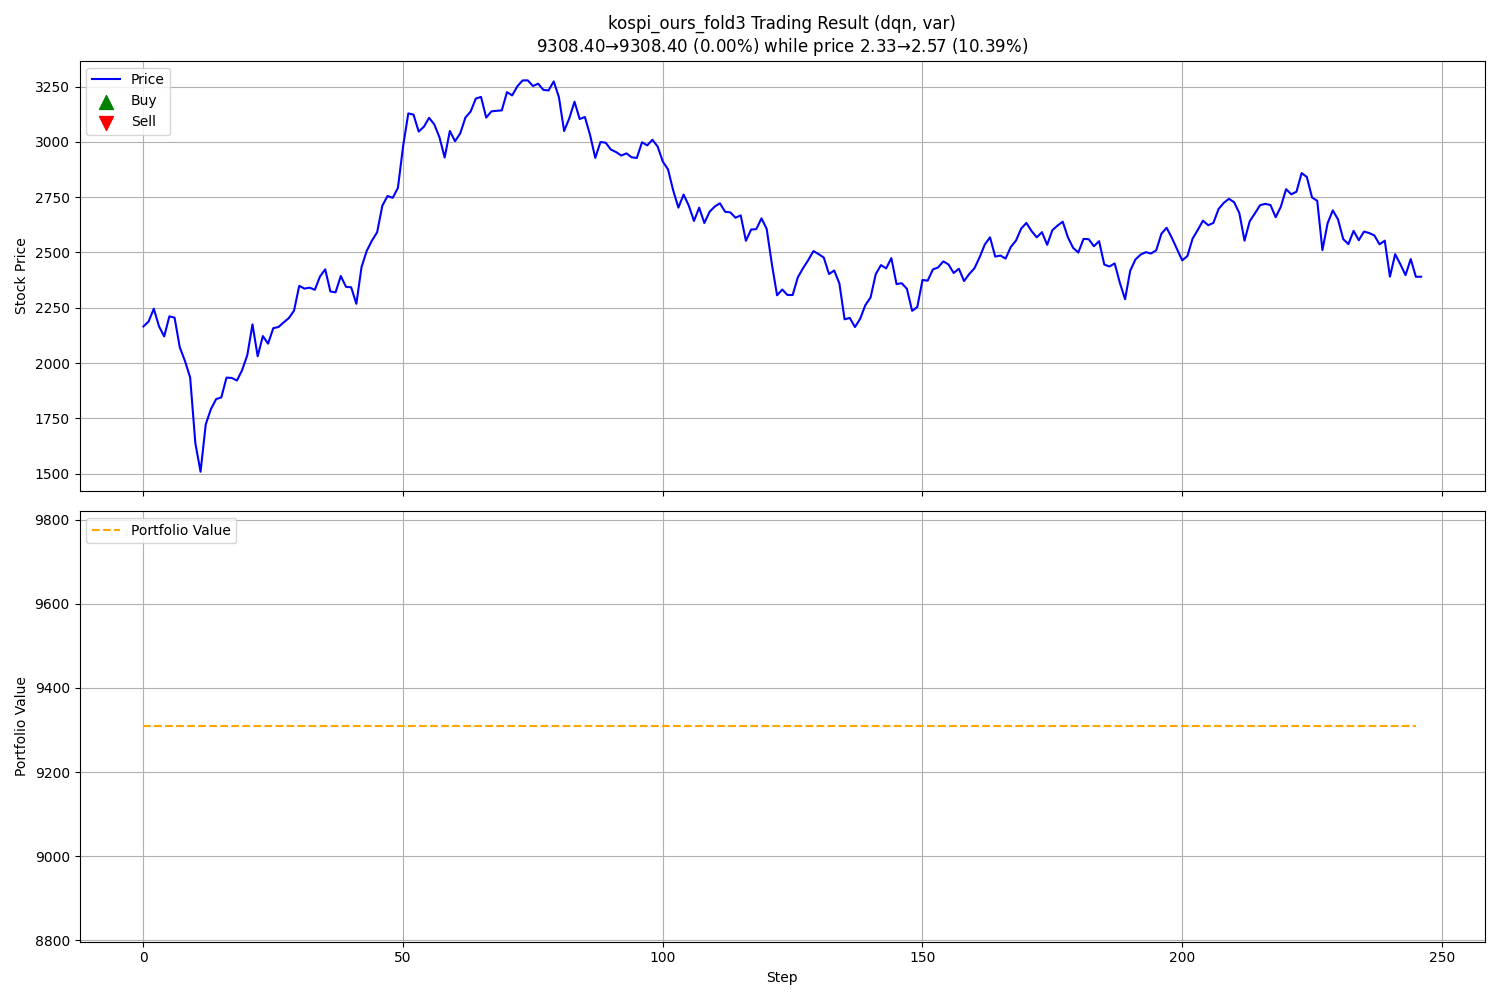 kospi_ours_fold3 Trading Result (dqn, var)
9308.40→9308.40 (0.00%) while price 2.33→2.57 (10.39%)
Price
Buy
Sell
3250
3000
2750
2500
2250
2000
1750
1500
Stock Price
Portfolio Value
9800
9600
9400
9200
9000
8800
Portfolio Value
0
50
100
150
200
250
Step